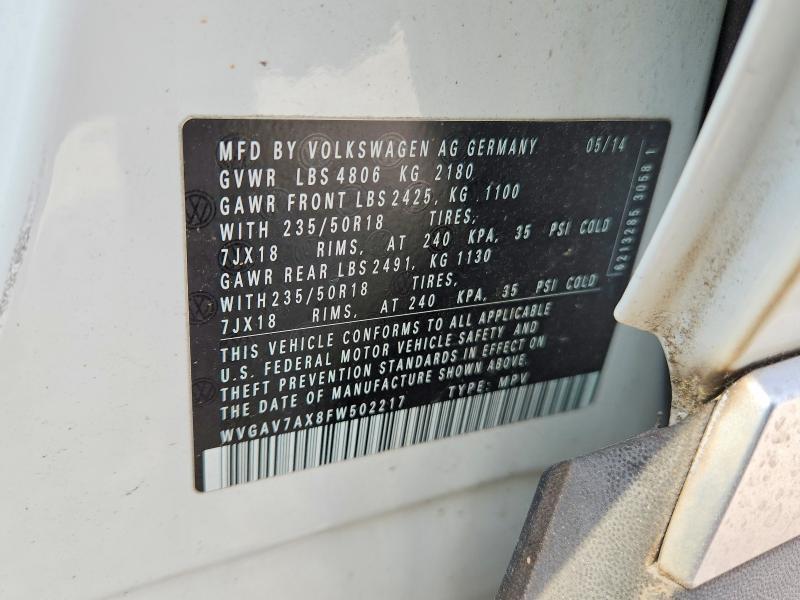 MFD BY VOLKSWAGEN AG GERMANY 05/14
GVWR LBS 4806 KG 2180
GAWR FRONT LBS 2425, KG 1100
WITH 235/50R18 TIRES,
7JX18 RIMS, AT 240 KPA, 35 PSI COLD
GAWR REAR LBS 2491, KG 1130
WITH 235/50R18 TIRES,
7JX18 RIMS, AT 240 KPA, 35 PSI COLD
THIS VEHICLE CONFORMS TO ALL APPLICABLE
U.S. FEDERAL MOTOR VEHICLE SAFETY AND
THEFT PREVENTION STANDARDS IN EFFECT ON
THE DATE OF MANUFACTURE SHOWN ABOVE.
WVGAV7AX8FW502217 TYPE: MPV
6213285 3058 1